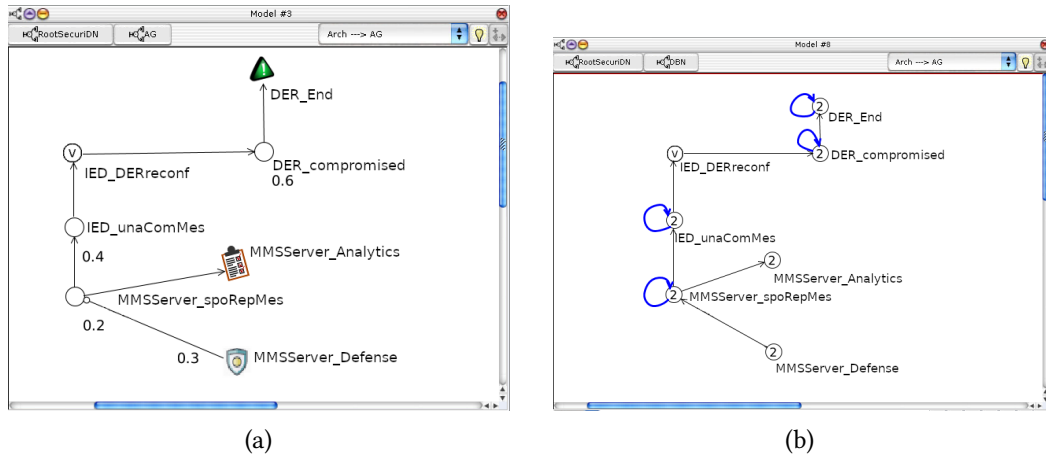 Model #3
RootSecuriDN
AG
Arch ---> AG
DER_End
V
IED_DERreconf
DER_compromised
0.6
IED_unaComMes
0.4
MMSServer_Analytics
MMSServer_spoRepMes
0.2
0.3
MMSServer_Defense
(a)
Model #8
RootSecuriDN
DBN
Arch ---> AG
2
DER_End
V
2
DER_compromised
IED_DERreconf
2
IED_unaComMes
2
MMSServer_Analytics
2
MMSServer_spoRepMes
2
MMSServer_Defense
(b)